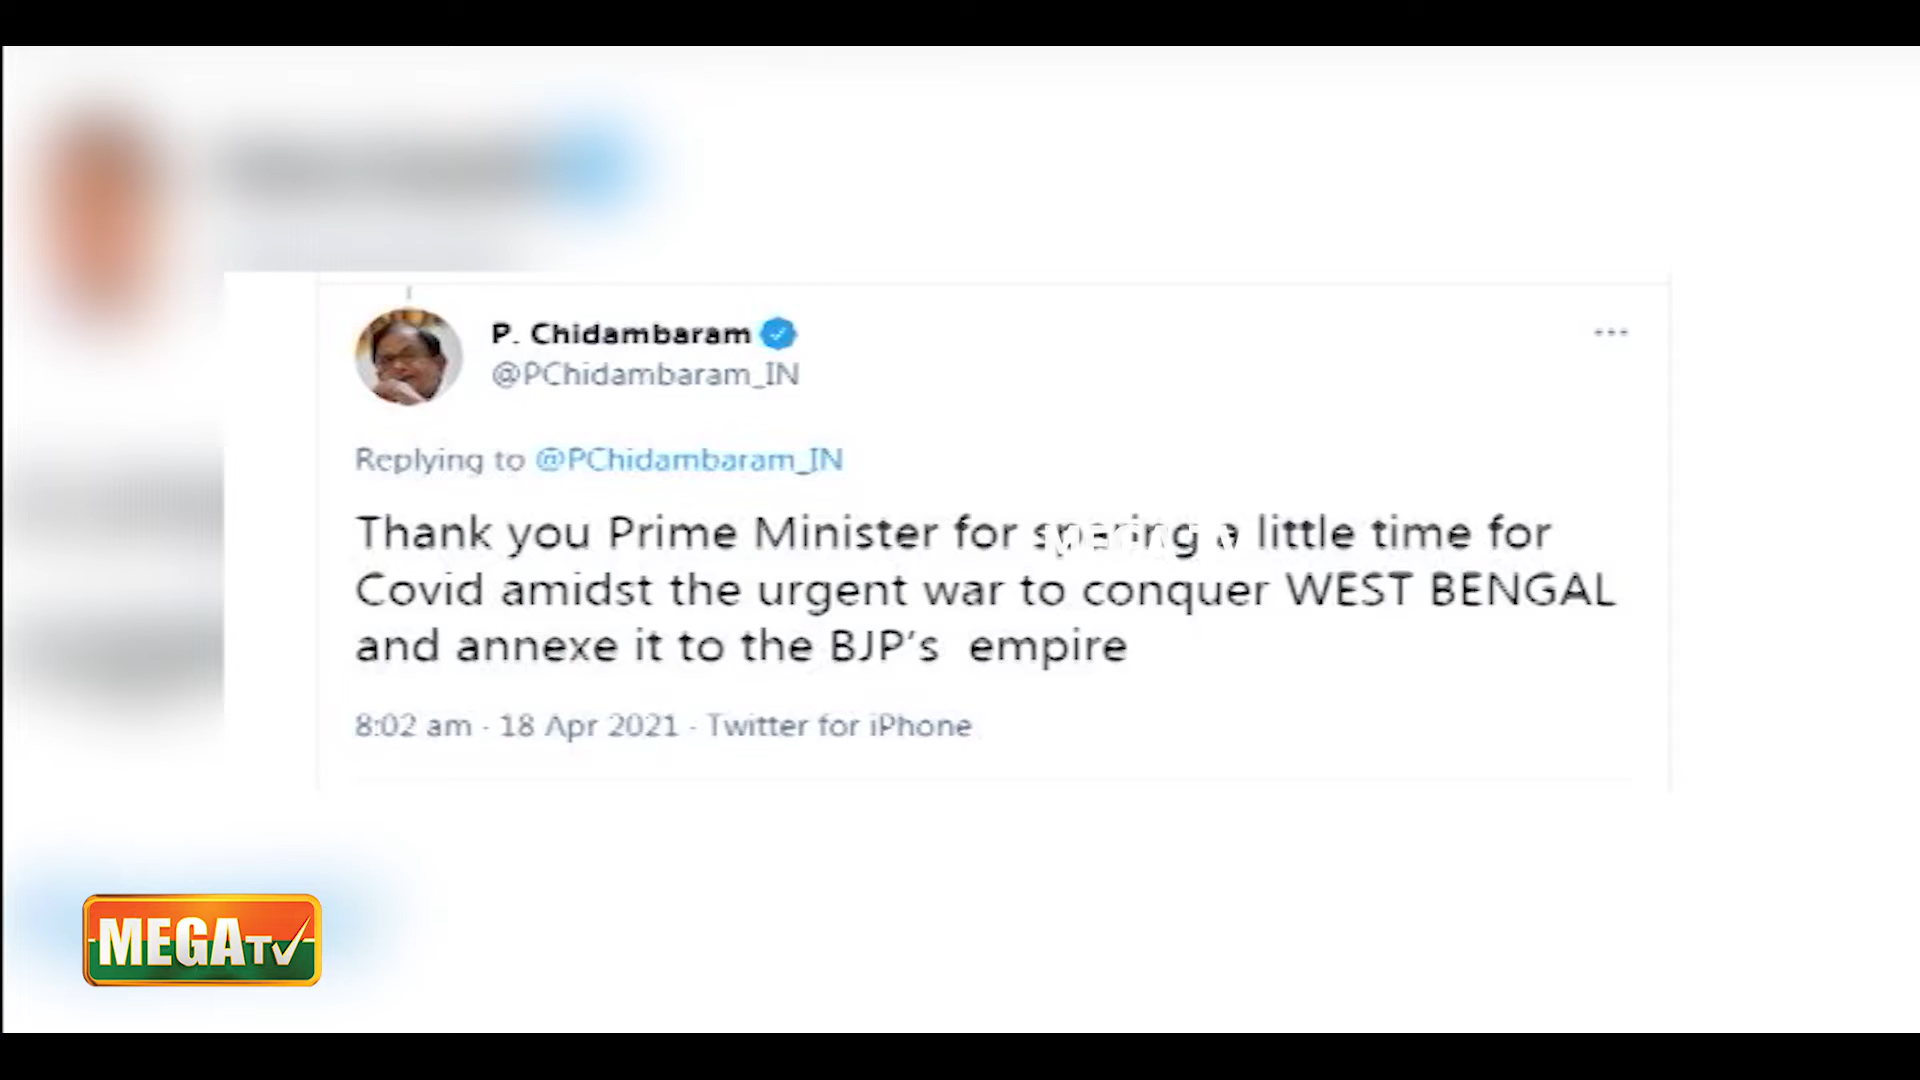 P. Chidambaram
@PChidambaram_IN
Replying to @PChidambaram_IN
Thank you Prime Minister for sparing a little time for
Covid amidst the urgent war to conquer WEST BENGAL
and annexe it to the BJP’s empire
8:02 am · 18 Apr 2021 · Twitter for iPhone
MEGA TV
MEGA TV